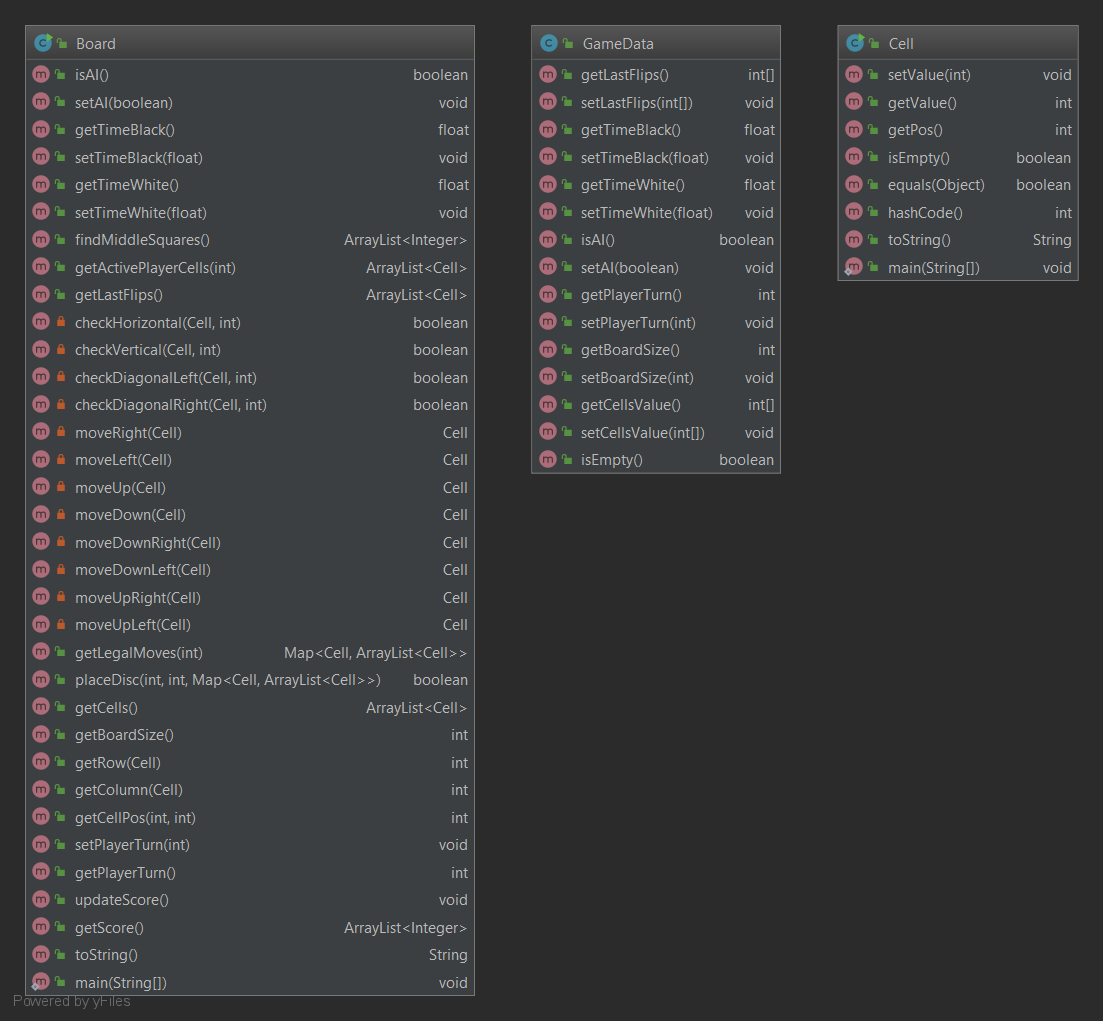 Board
isAI() boolean
setAI(boolean) void
getTimeBlack() float
setTimeBlack(float) void
getTimeWhite() float
setTimeWhite(float) void
findMiddleSquares() ArrayList<Integer>
getActivePlayerCells(int) ArrayList<Cell>
getLastFlips() ArrayList<Cell>
checkHorizontal(Cell, int) boolean
checkVertical(Cell, int) boolean
checkDiagonalLeft(Cell, int) boolean
checkDiagonalRight(Cell, int) boolean
moveRight(Cell) Cell
moveLeft(Cell) Cell
moveUp(Cell) Cell
moveDown(Cell) Cell
moveDownRight(Cell) Cell
moveDownLeft(Cell) Cell
moveUpRight(Cell) Cell
moveUpLeft(Cell) Cell
getLegalMoves(int) Map<Cell, ArrayList<Cell>>
placeDisc(int, int, Map<Cell, ArrayList<Cell>>) boolean
getCells() ArrayList<Cell>
getBoardSize() int
getRow(Cell) int
getColumn(Cell) int
getCellPos(int, int) int
setPlayerTurn(int) void
getPlayerTurn() int
updateScore() void
getScore() ArrayList<Integer>
toString() String
main(String[]) void
Powered by yFiles
GameData
getLastFlips() int[]
setLastFlips(int[]) void
getTimeBlack() float
setTimeBlack(float) void
getTimeWhite() float
setTimeWhite(float) void
isAI() boolean
setAI(boolean) void
getPlayerTurn() int
setPlayerTurn(int) void
getBoardSize() int
setBoardSize(int) void
getCellsValue() int[]
setCellsValue(int[]) void
isEmpty() boolean
Cell
setValue(int) void
getValue() int
getPos() int
isEmpty() boolean
equals(Object) boolean
hashCode() int
toString() String
main(String[]) void